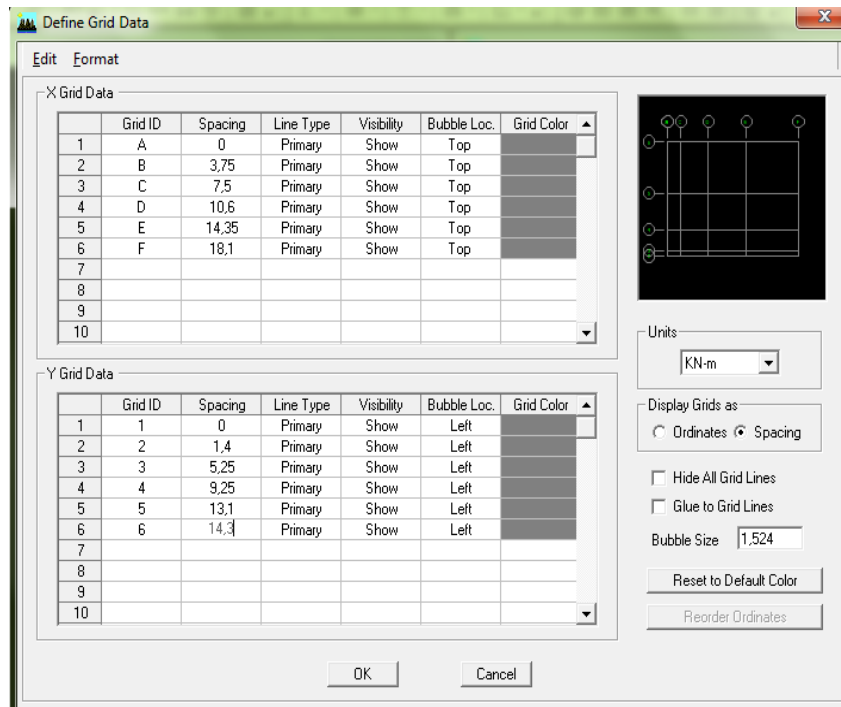 Define Grid Data
Edit Format
X Grid Data
Grid ID Spacing Line Type Visibility Bubble Loc. Grid Color
1 A 0 Primary Show Top
2 B 3,75 Primary Show Top
3 C 7,5 Primary Show Top
4 D 10,6 Primary Show Top
5 E 14,35 Primary Show Top
6 F 18,1 Primary Show Top
7
8
9
10
Y Grid Data
Grid ID Spacing Line Type Visibility Bubble Loc. Grid Color
1 1 0 Primary Show Left
2 2 1,4 Primary Show Left
3 3 5,25 Primary Show Left
4 4 9,25 Primary Show Left
5 5 13,1 Primary Show Left
6 6 14,3 Primary Show Left
7
8
9
10
Units
KN-m
Display Grids as
Ordinates Spacing
Hide All Grid Lines
Glue to Grid Lines
Bubble Size 1,524
Reset to Default Color
Reorder Ordinates
OK Cancel